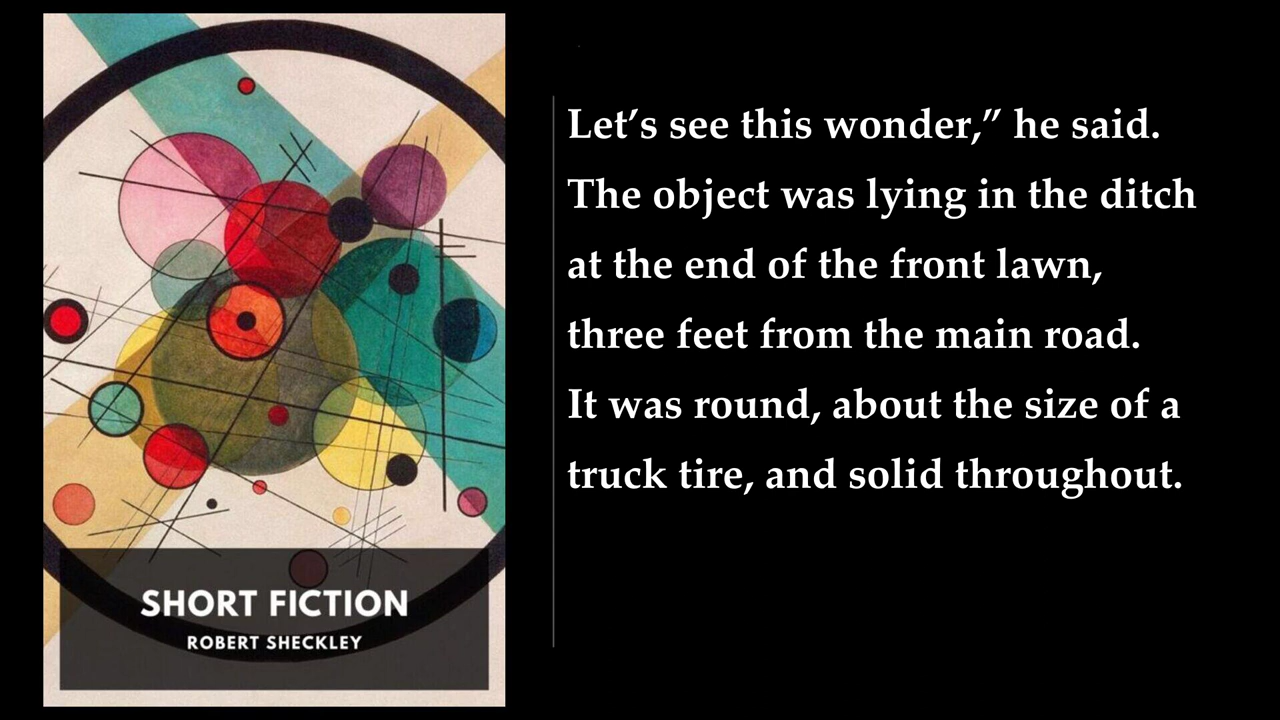 SHORT FICTION
ROBERT SHECKLEY
Let’s see this wonder,” he said.
The object was lying in the ditch
at the end of the front lawn,
three feet from the main road.
It was round, about the size of a
truck tire, and solid throughout.